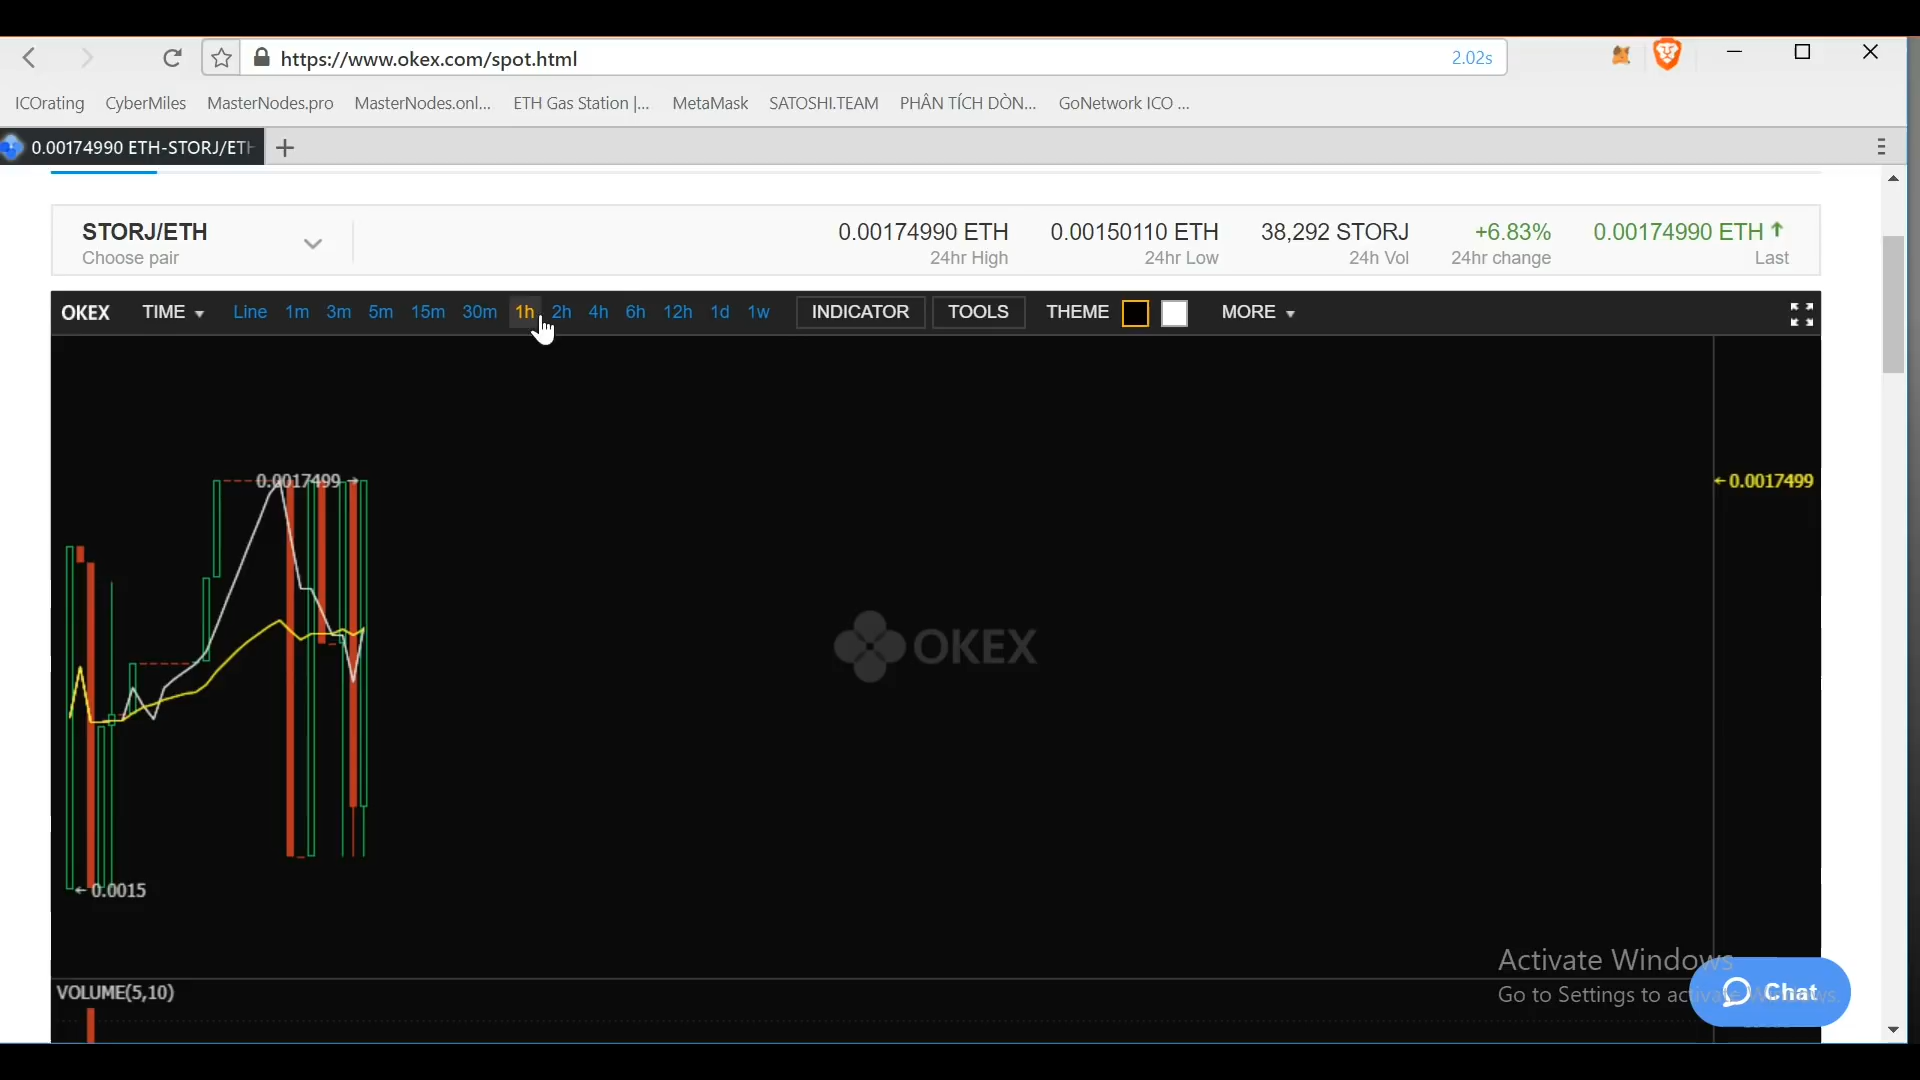 https://www.okex.com/spot.html 2.02s
ICOrating CyberMiles MasterNodes.pro MasterNodes.onl... ETH Gas Station |... MetaMask SATOSHI.TEAM PHÂN TÍCH DÒN... GoNetwork ICO ...
0.00174990 ETH-STORJ/ETH
STORJ/ETH 0.00174990 ETH 0.00150110 ETH 38,292 STORJ +6.83% 0.00174990 ETH ↑
Choose pair 24hr High 24hr Low 24h Vol 24hr change Last
OKEX TIME Line 1m 3m 5m 15m 30m 1h 2h 4h 6h 12h 1d 1w INDICATOR TOOLS THEME MORE
0.0017499 → ←0.0017499
OKEX
←0.0015
Activate Windows
Go to Settings to activate Windows.
Chat
VOLUME(5,10)